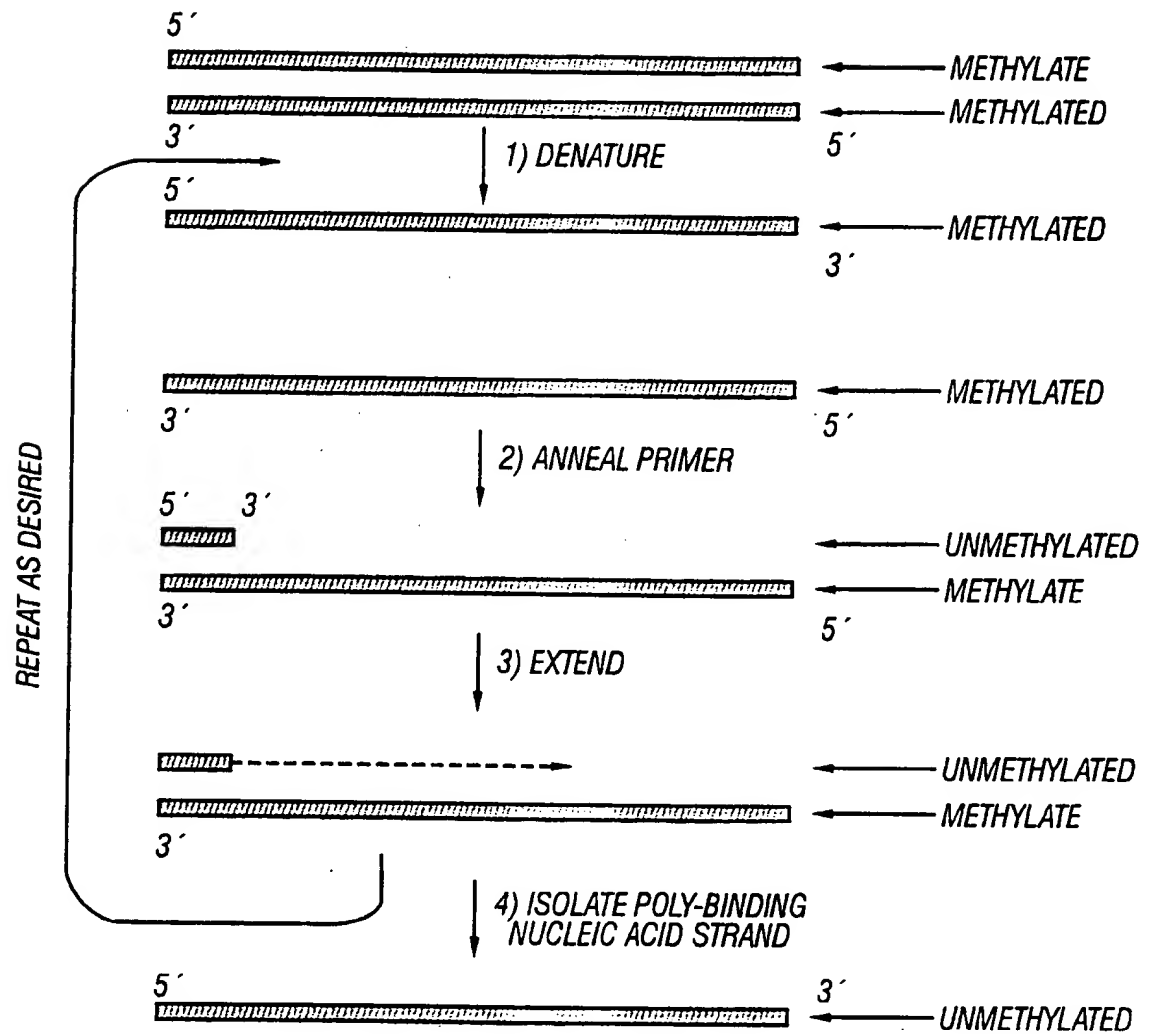 5´
METHYLATE
METHYLATED
3´
5´
1) DENATURE
5´
METHYLATED
3´
METHYLATED
3´
5´
2) ANNEAL PRIMER
REPEAT AS DESIRED
5´ 3´
UNMETHYLATED
METHYLATE
3´
5´
3) EXTEND
UNMETHYLATED
METHYLATE
3´
4) ISOLATE POLY-BINDING
NUCLEIC ACID STRAND
5´
3´
UNMETHYLATED